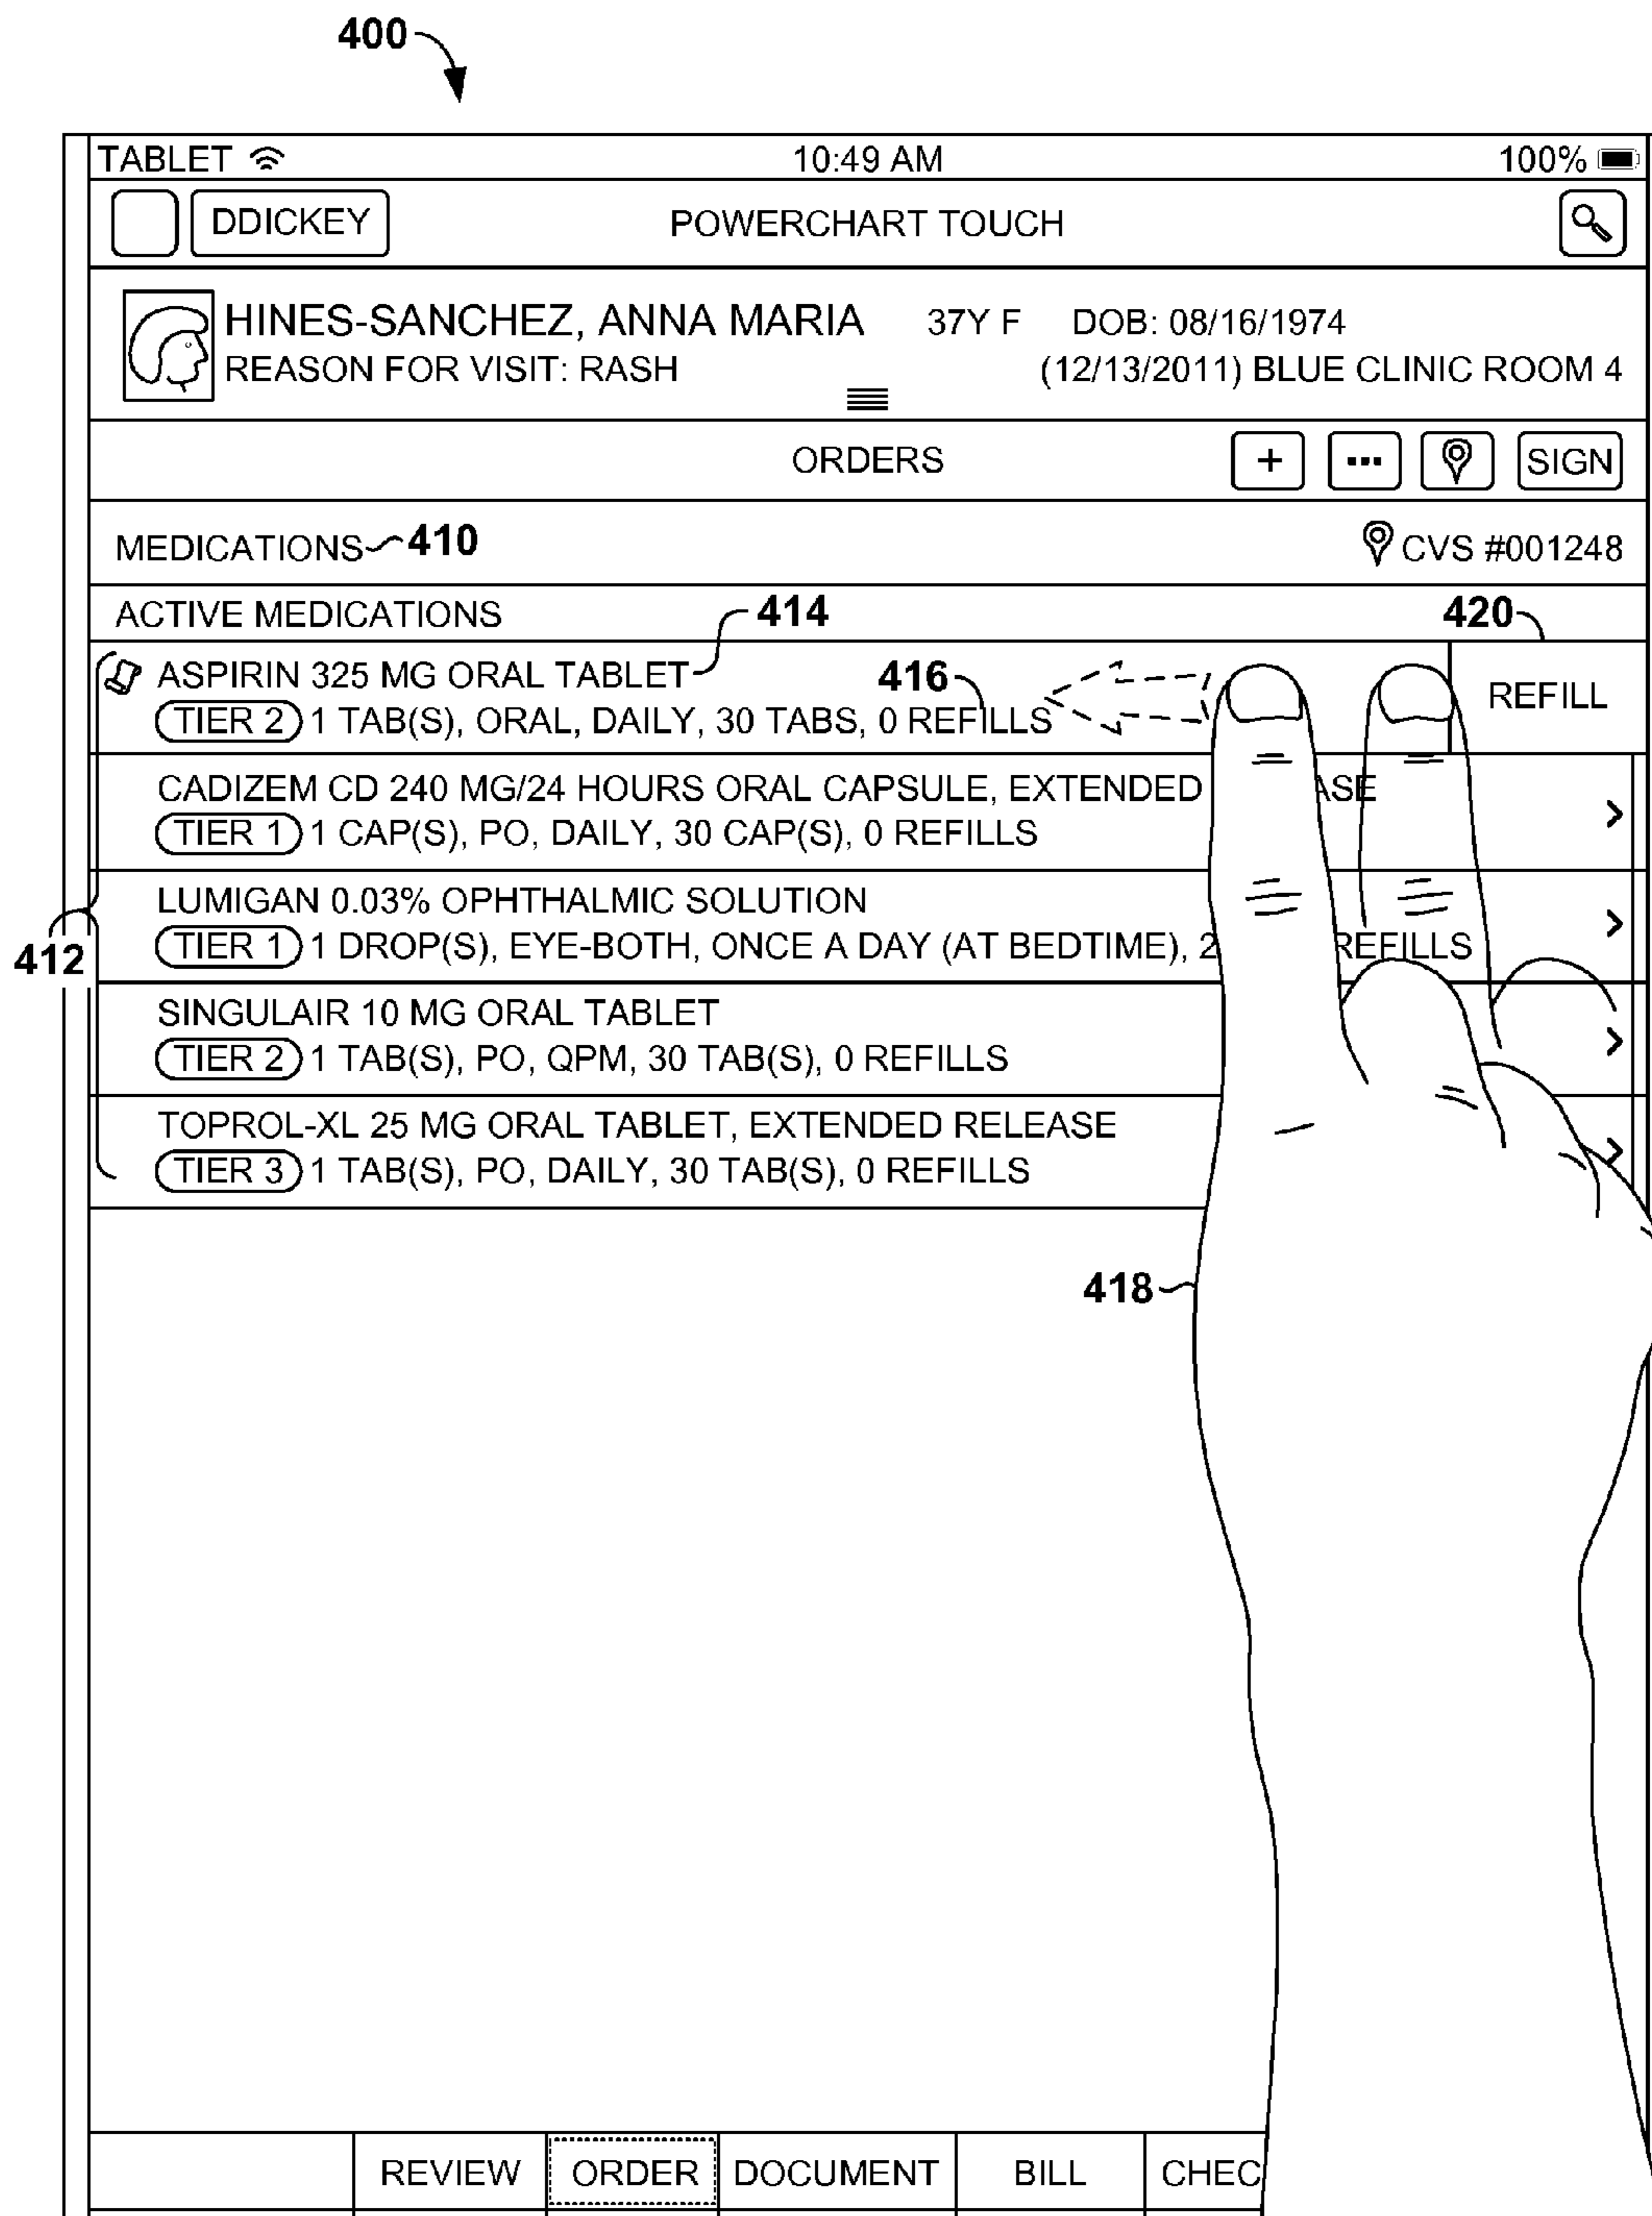 400
TABLET 10:49 AM 100%
DDICKEY POWERCHART TOUCH
HINES-SANCHEZ, ANNA MARIA 37Y F DOB: 08/16/1974
REASON FOR VISIT: RASH (12/13/2011) BLUE CLINIC ROOM 4
ORDERS + ... SIGN
MEDICATIONS 410 CVS #001248
ACTIVE MEDICATIONS 414 420
ASPIRIN 325 MG ORAL TABLET 416 REFILL
TIER 2 1 TAB(S), ORAL, DAILY, 30 TABS, 0 REFILLS
CADIZEM CD 240 MG/24 HOURS ORAL CAPSULE, EXTENDED ASE
TIER 1 1 CAP(S), PO, DAILY, 30 CAP(S), 0 REFILLS >
LUMIGAN 0.03% OPHTHALMIC SOLUTION
412 TIER 1 1 DROP(S), EYE-BOTH, ONCE A DAY (AT BEDTIME), 2 REFILLS >
SINGULAIR 10 MG ORAL TABLET
TIER 2 1 TAB(S), PO, QPM, 30 TAB(S), 0 REFILLS >
TOPROL-XL 25 MG ORAL TABLET, EXTENDED RELEASE
TIER 3 1 TAB(S), PO, DAILY, 30 TAB(S), 0 REFILLS >
418
REVIEW ORDER DOCUMENT BILL CHEC